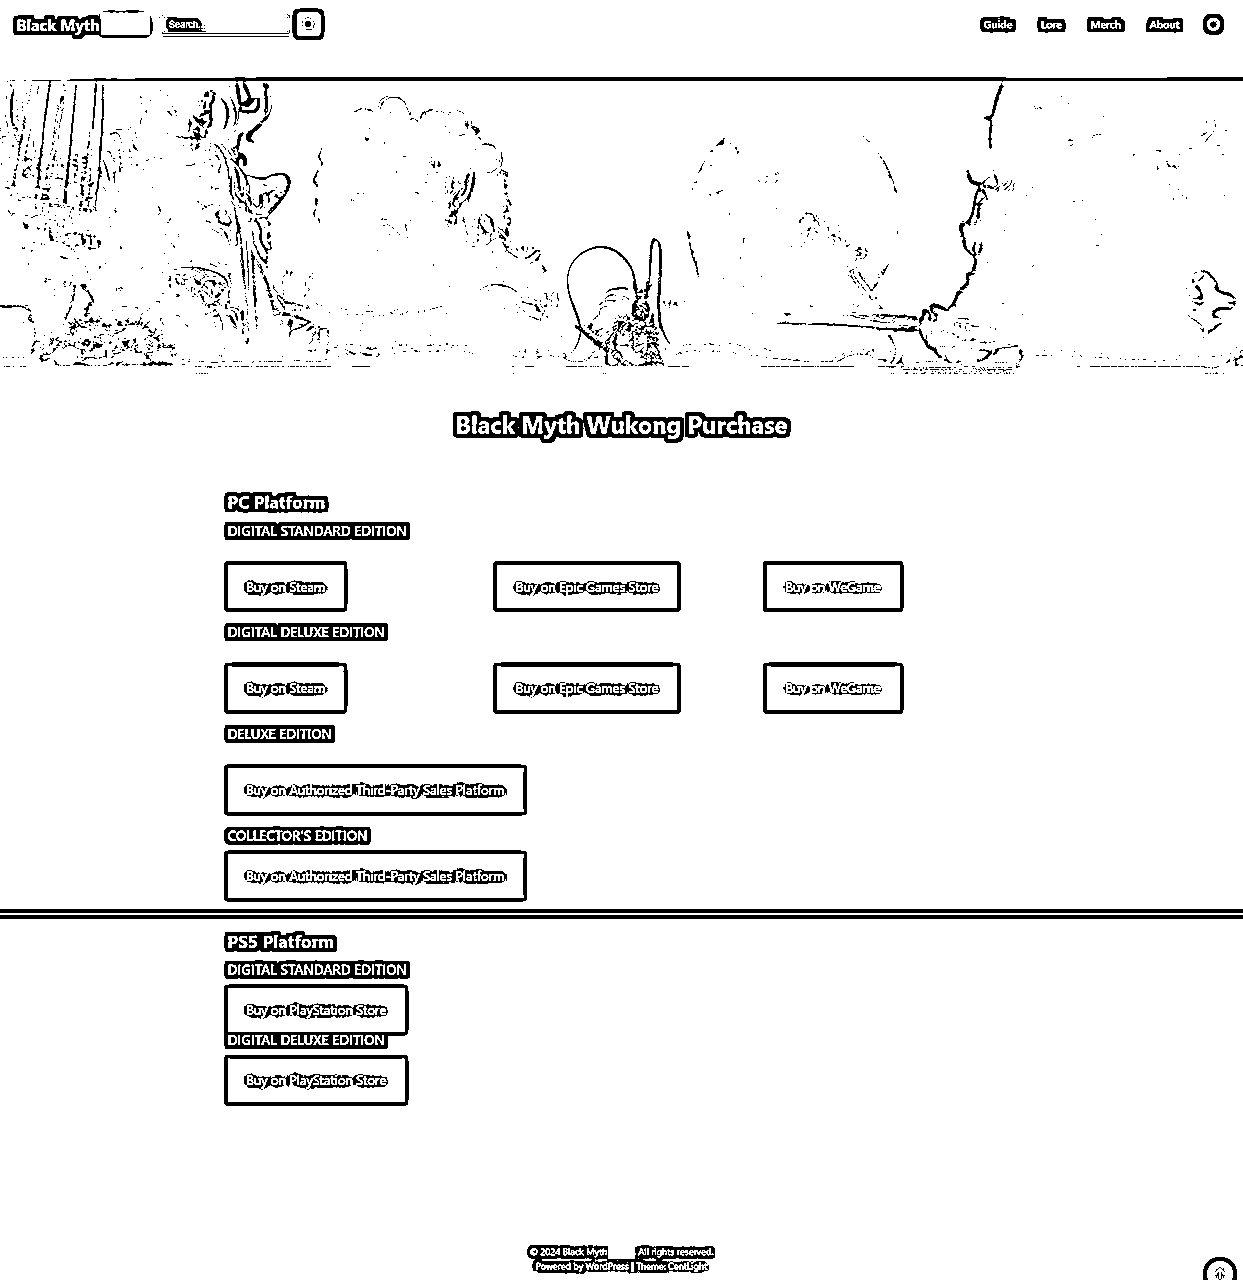 Black Myth
Search...
Guide
Lore
Merch
About
Black Myth Wukong Purchase
PC Platform
DIGITAL STANDARD EDITION
Buy on Steam
Buy on Epic Games Store
Buy on WeGame
DIGITAL DELUXE EDITION
Buy on Steam
Buy on Epic Games Store
Buy on WeGame
DELUXE EDITION
Buy on Authorized Third-Party Sales Platform
COLLECTOR'S EDITION
Buy on Authorized Third-Party Sales Platform
PS5 Platform
DIGITAL STANDARD EDITION
Buy on PlayStation Store
DIGITAL DELUXE EDITION
Buy on PlayStation Store
© 2024 Black Myth . All rights reserved.
Powered by WordPress | Theme: CentLight